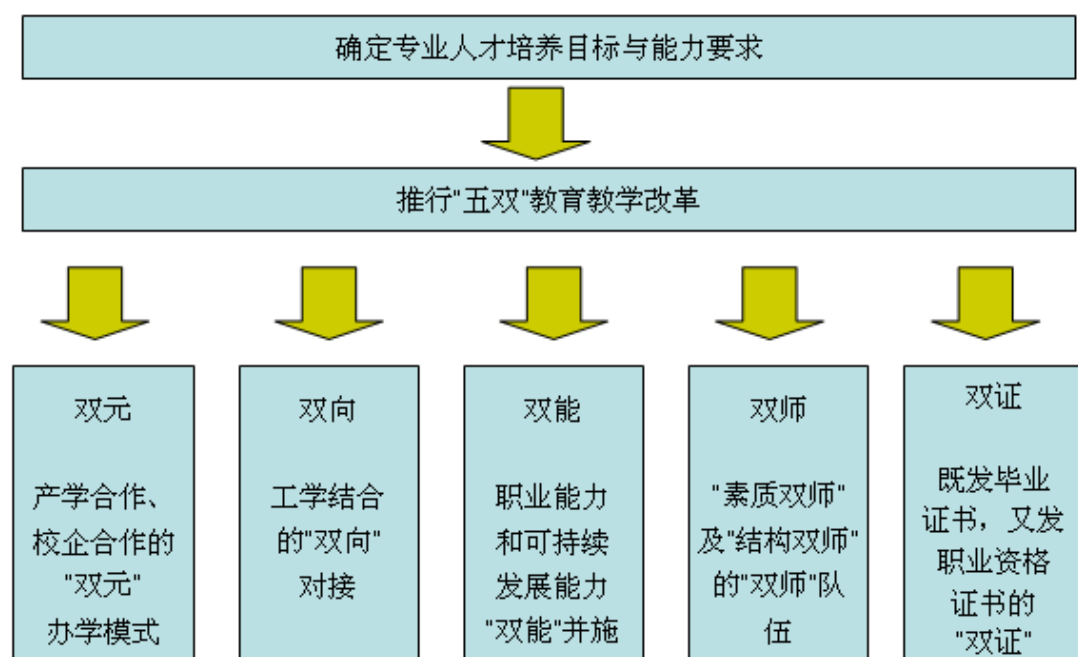 确定专业人才培养目标与能力要求
推行"五双"教育教学改革
双元
产学合作、
校企合作的
"双元"
办学模式
双向
工学结合
的"双向"
对接
双能
职业能力
和可持续
发展能力
"双能"并施
双师
"素质双师"
及"结构双师"
的"双师"队
伍
双证
既发毕业
证书，又发
职业资格
证书的
"双证"